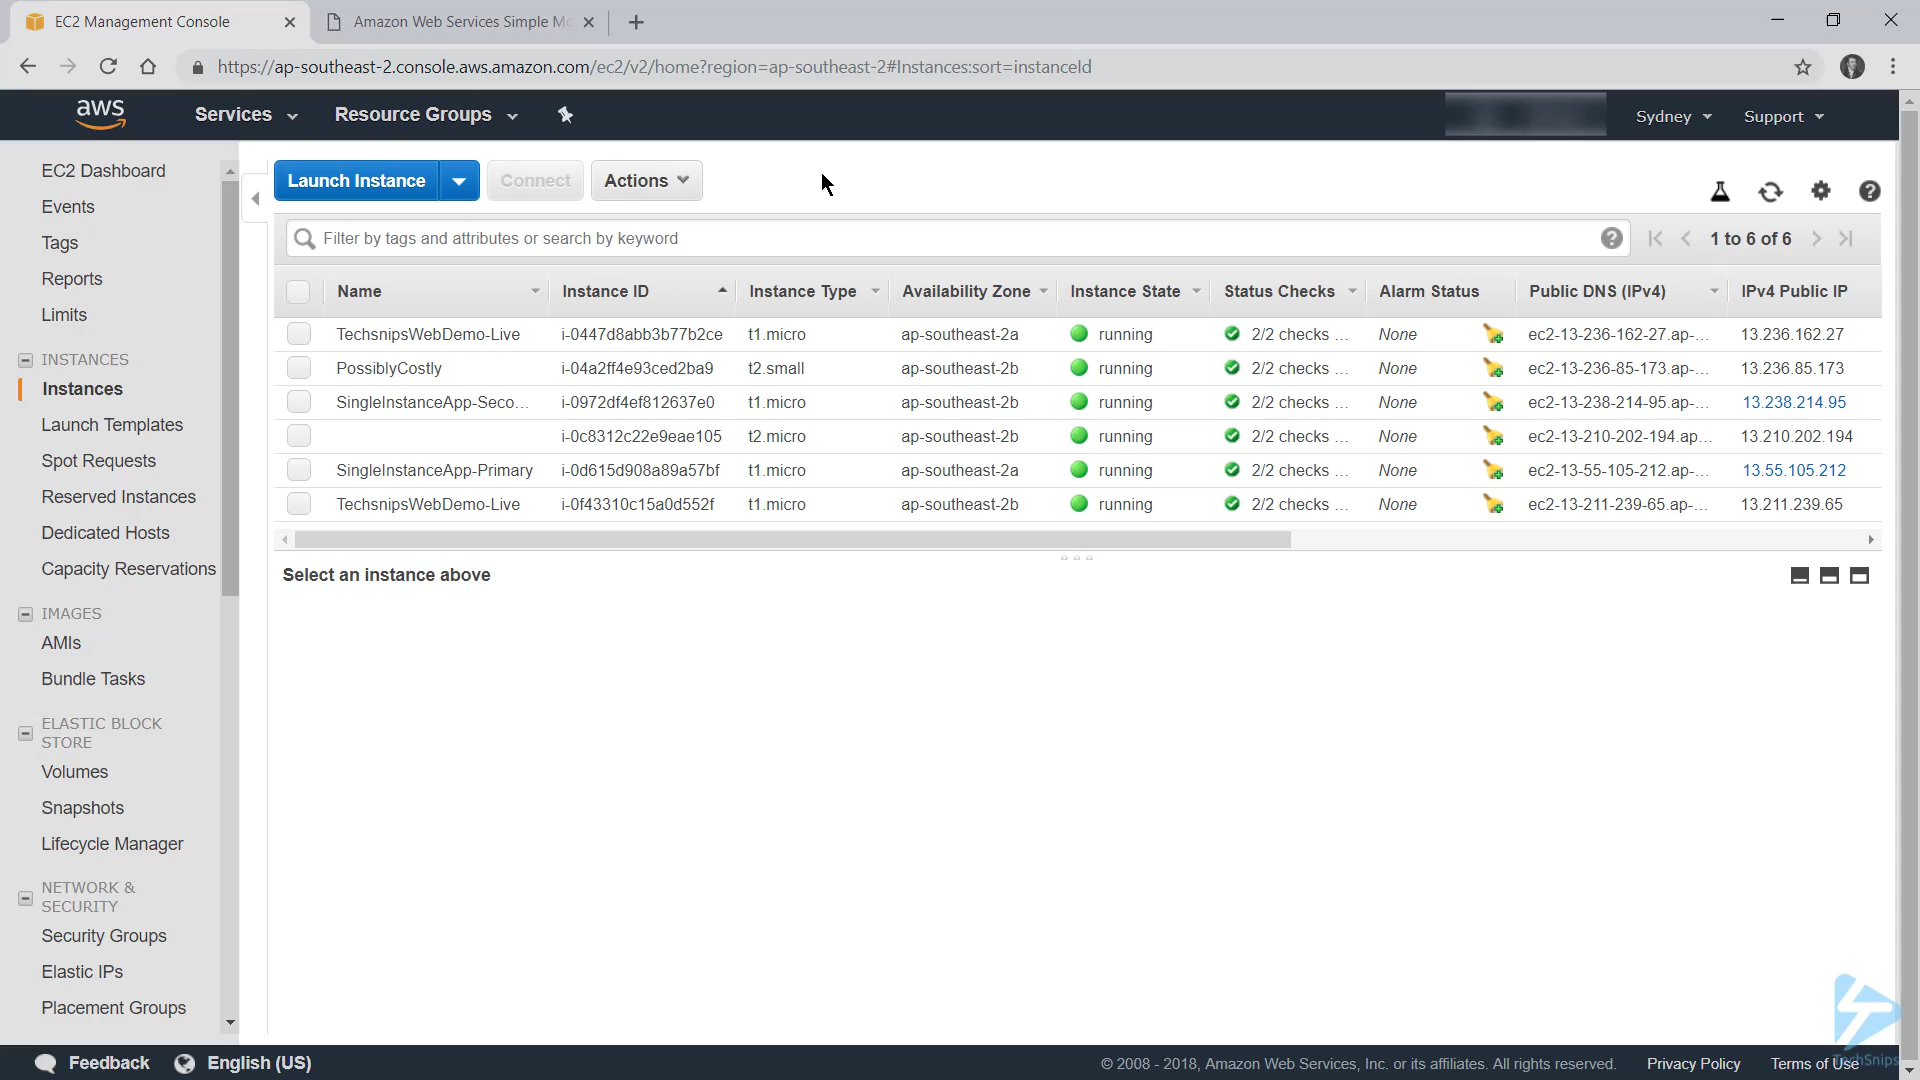 EC2 Management Console
Amazon Web Services Simple Mo
https://ap-southeast-2.console.aws.amazon.com/ec2/v2/home?region=ap-southeast-2#Instances:sort=instanceId
aws
Services
Resource Groups
Sydney
Support
EC2 Dashboard
Events
Tags
Reports
Limits
INSTANCES
Instances
Launch Templates
Spot Requests
Reserved Instances
Dedicated Hosts
Capacity Reservations
IMAGES
AMIs
Bundle Tasks
ELASTIC BLOCK
STORE
Volumes
Snapshots
Lifecycle Manager
NETWORK &
SECURITY
Security Groups
Elastic IPs
Placement Groups
Launch Instance
Connect
Actions
Filter by tags and attributes or search by keyword
1 to 6 of 6
Name Instance ID Instance Type Availability Zone Instance State Status Checks Alarm Status Public DNS (IPv4) IPv4 Public IP
TechsnipsWebDemo-Live i-0447d8abb3b77b2ce t1.micro ap-southeast-2a running 2/2 checks ... None ec2-13-236-162-27.ap-... 13.236.162.27
PossiblyCostly i-04a2ff4e93ced2ba9 t2.small ap-southeast-2b running 2/2 checks ... None ec2-13-236-85-173.ap-... 13.236.85.173
SingleInstanceApp-Seco... i-0972df4ef812637e0 t1.micro ap-southeast-2b running 2/2 checks ... None ec2-13-238-214-95.ap-... 13.238.214.95
i-0c8312c22e9eae105 t2.micro ap-southeast-2b running 2/2 checks ... None ec2-13-210-202-194.ap... 13.210.202.194
SingleInstanceApp-Primary i-0d615d908a89a57bf t1.micro ap-southeast-2a running 2/2 checks ... None ec2-13-55-105-212.ap-... 13.55.105.212
TechsnipsWebDemo-Live i-0f43310c15a0d552f t1.micro ap-southeast-2b running 2/2 checks ... None ec2-13-211-239-65.ap-... 13.211.239.65
Select an instance above
Feedback
English (US)
© 2008 - 2018, Amazon Web Services, Inc. or its affiliates. All rights reserved.
Privacy Policy
Terms of Use
TechSnips